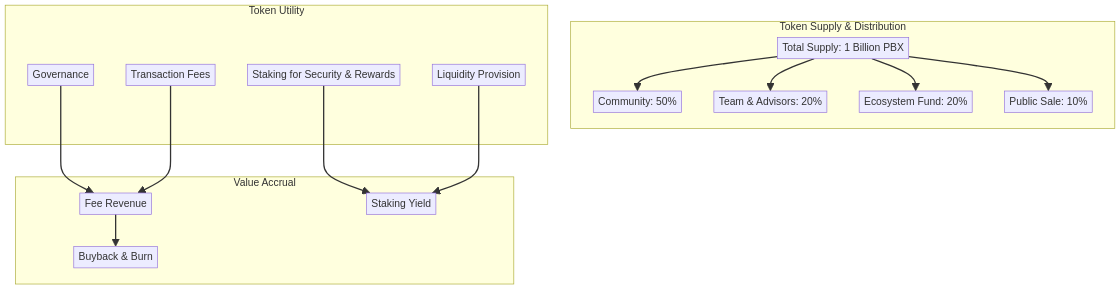 Token Utility
Governance
Transaction Fees
Staking for Security & Rewards
Liquidity Provision
Value Accrual
Fee Revenue
Staking Yield
Buyback & Burn
Token Supply & Distribution
Total Supply: 1 Billion PBX
Community: 50%
Team & Advisors: 20%
Ecosystem Fund: 20%
Public Sale: 10%